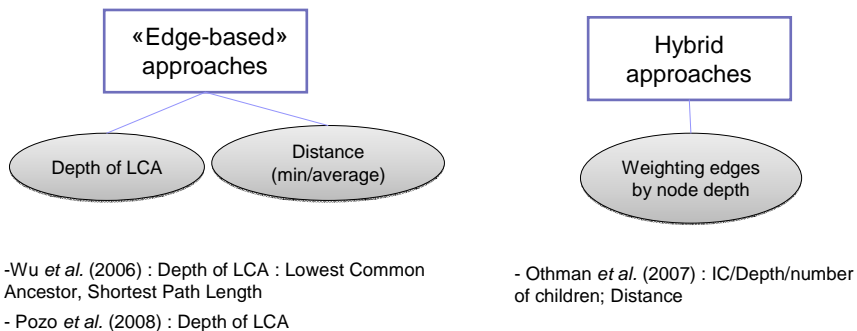 «Edge-based»
approaches
Depth of LCA
Distance
(min/average)
-Wu et al. (2006) : Depth of LCA : Lowest Common
Ancestor, Shortest Path Length
- Pozo et al. (2008) : Depth of LCA
Hybrid
approaches
Weighting edges
by node depth
- Othman et al. (2007) : IC/Depth/number
of children; Distance